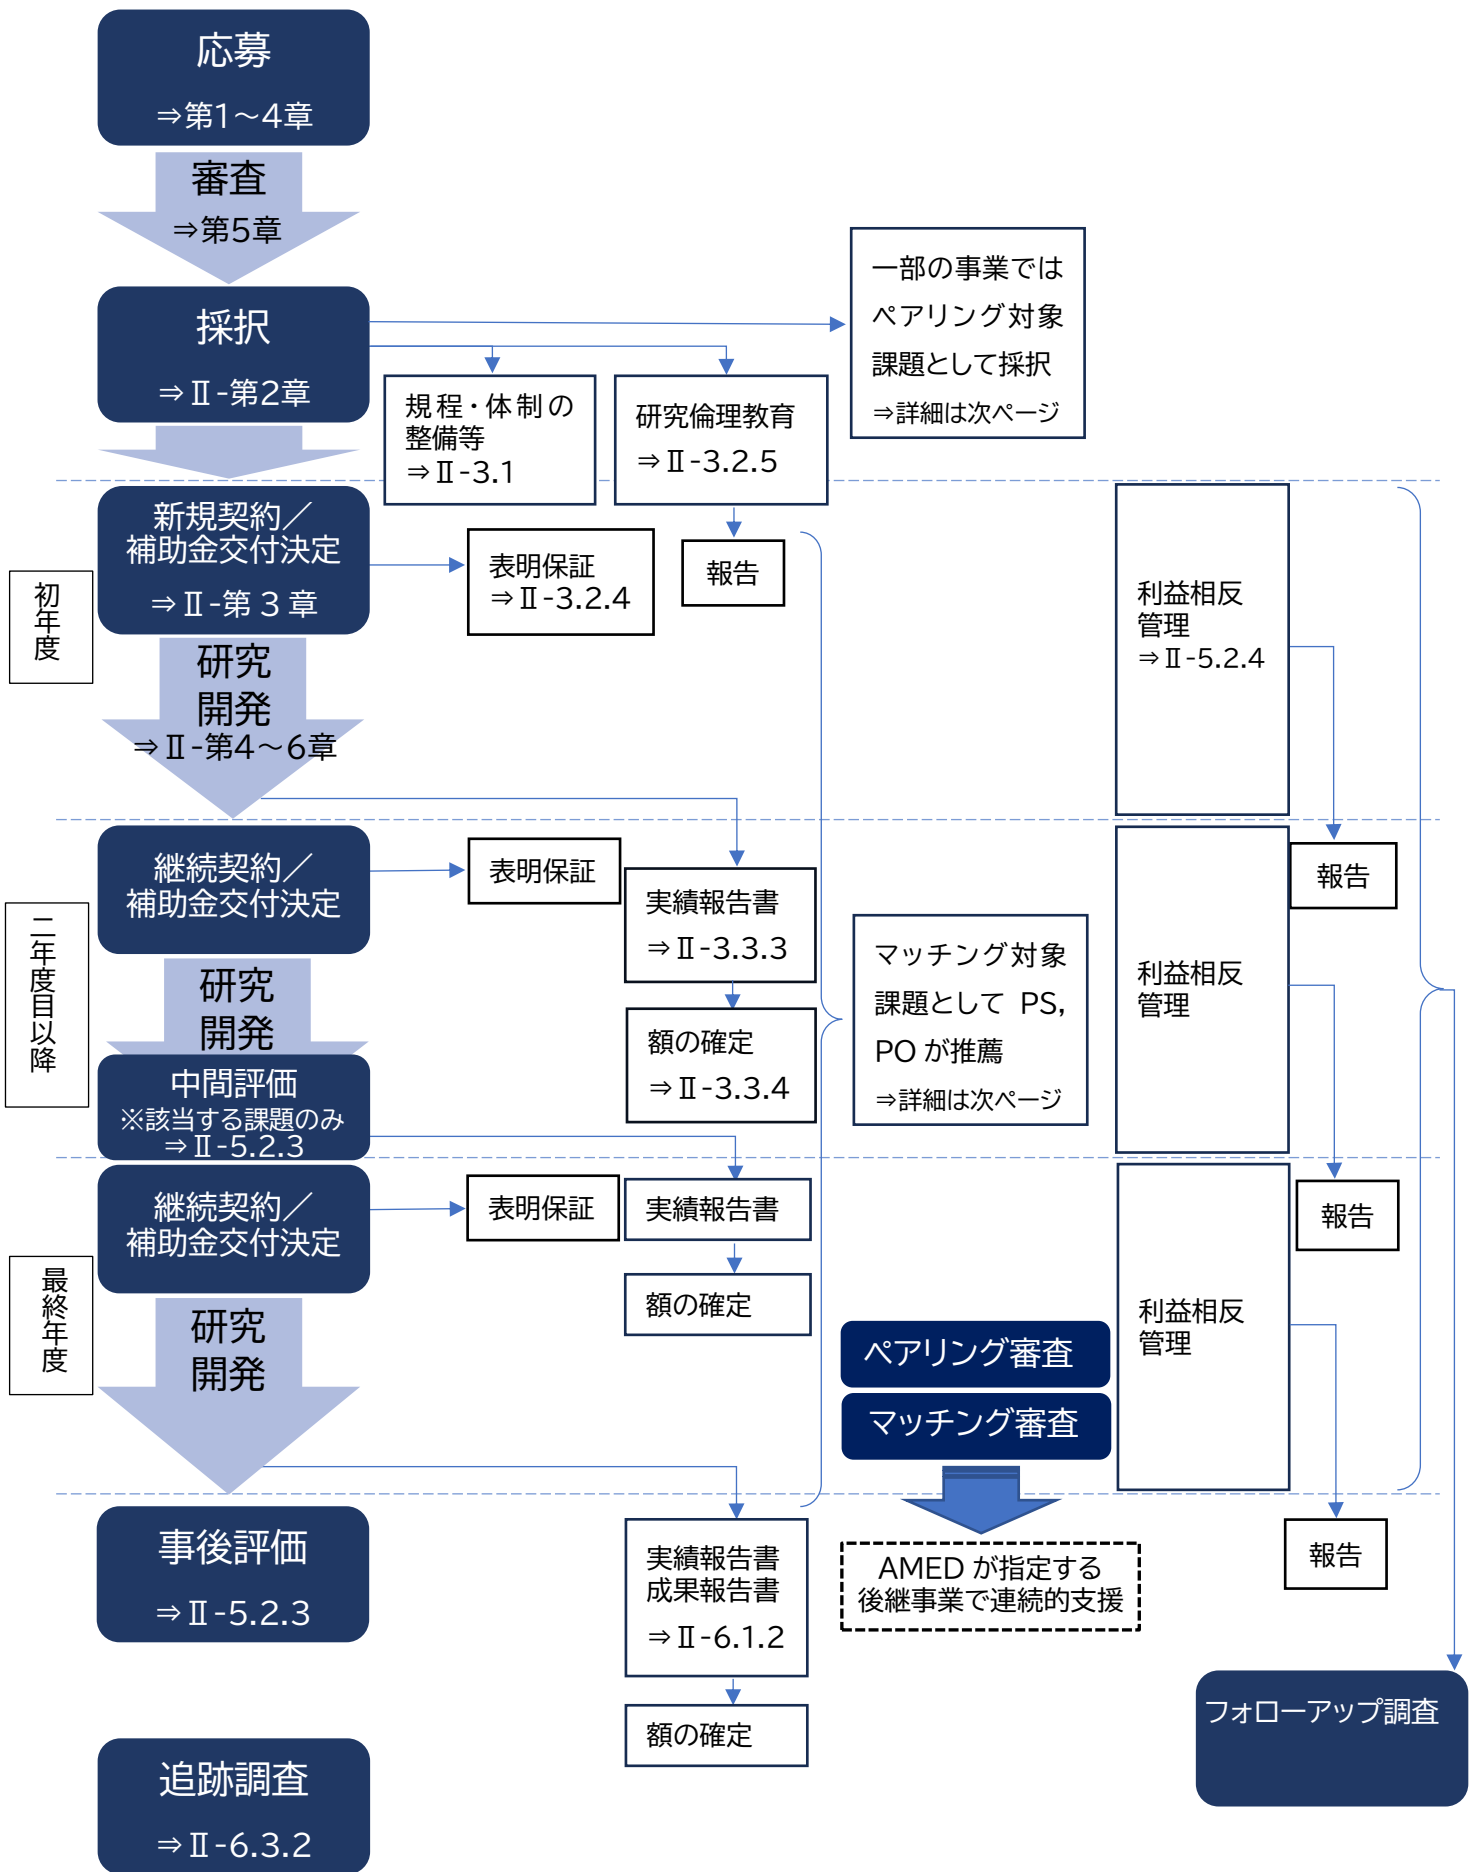 応募
⇒第1～4章
審査
⇒第5章
採択
⇒Ⅱ-第2章
一部の事業では
ペアリング対象
課題として採択
⇒詳細は次ページ
規程・体制の
整備等
⇒Ⅱ-3.1
研究倫理教育
⇒Ⅱ-3.2.5
初年度
新規契約／
補助金交付決定
⇒Ⅱ-第３章
表明保証
⇒Ⅱ-3.2.4
報告
利益相反
管理
⇒Ⅱ-5.2.4
研究
開発
⇒Ⅱ-第4～6章
二年度目以降
継続契約／
補助金交付決定
表明保証
実績報告書
⇒Ⅱ-3.3.3
報告
額の確定
⇒Ⅱ-3.3.4
マッチング対象
課題として PS,
PO が推薦
⇒詳細は次ページ
利益相反
管理
研究
開発
中間評価
※該当する課題のみ
⇒Ⅱ-5.2.3
最終年度
継続契約／
補助金交付決定
表明保証
実績報告書
報告
額の確定
利益相反
管理
研究
開発
ペアリング審査
マッチング審査
事後評価
⇒Ⅱ-5.2.3
実績報告書
成果報告書
⇒Ⅱ-6.1.2
AMED が指定する
後継事業で連続的支援
報告
額の確定
フォローアップ調査
追跡調査
⇒Ⅱ-6.3.2